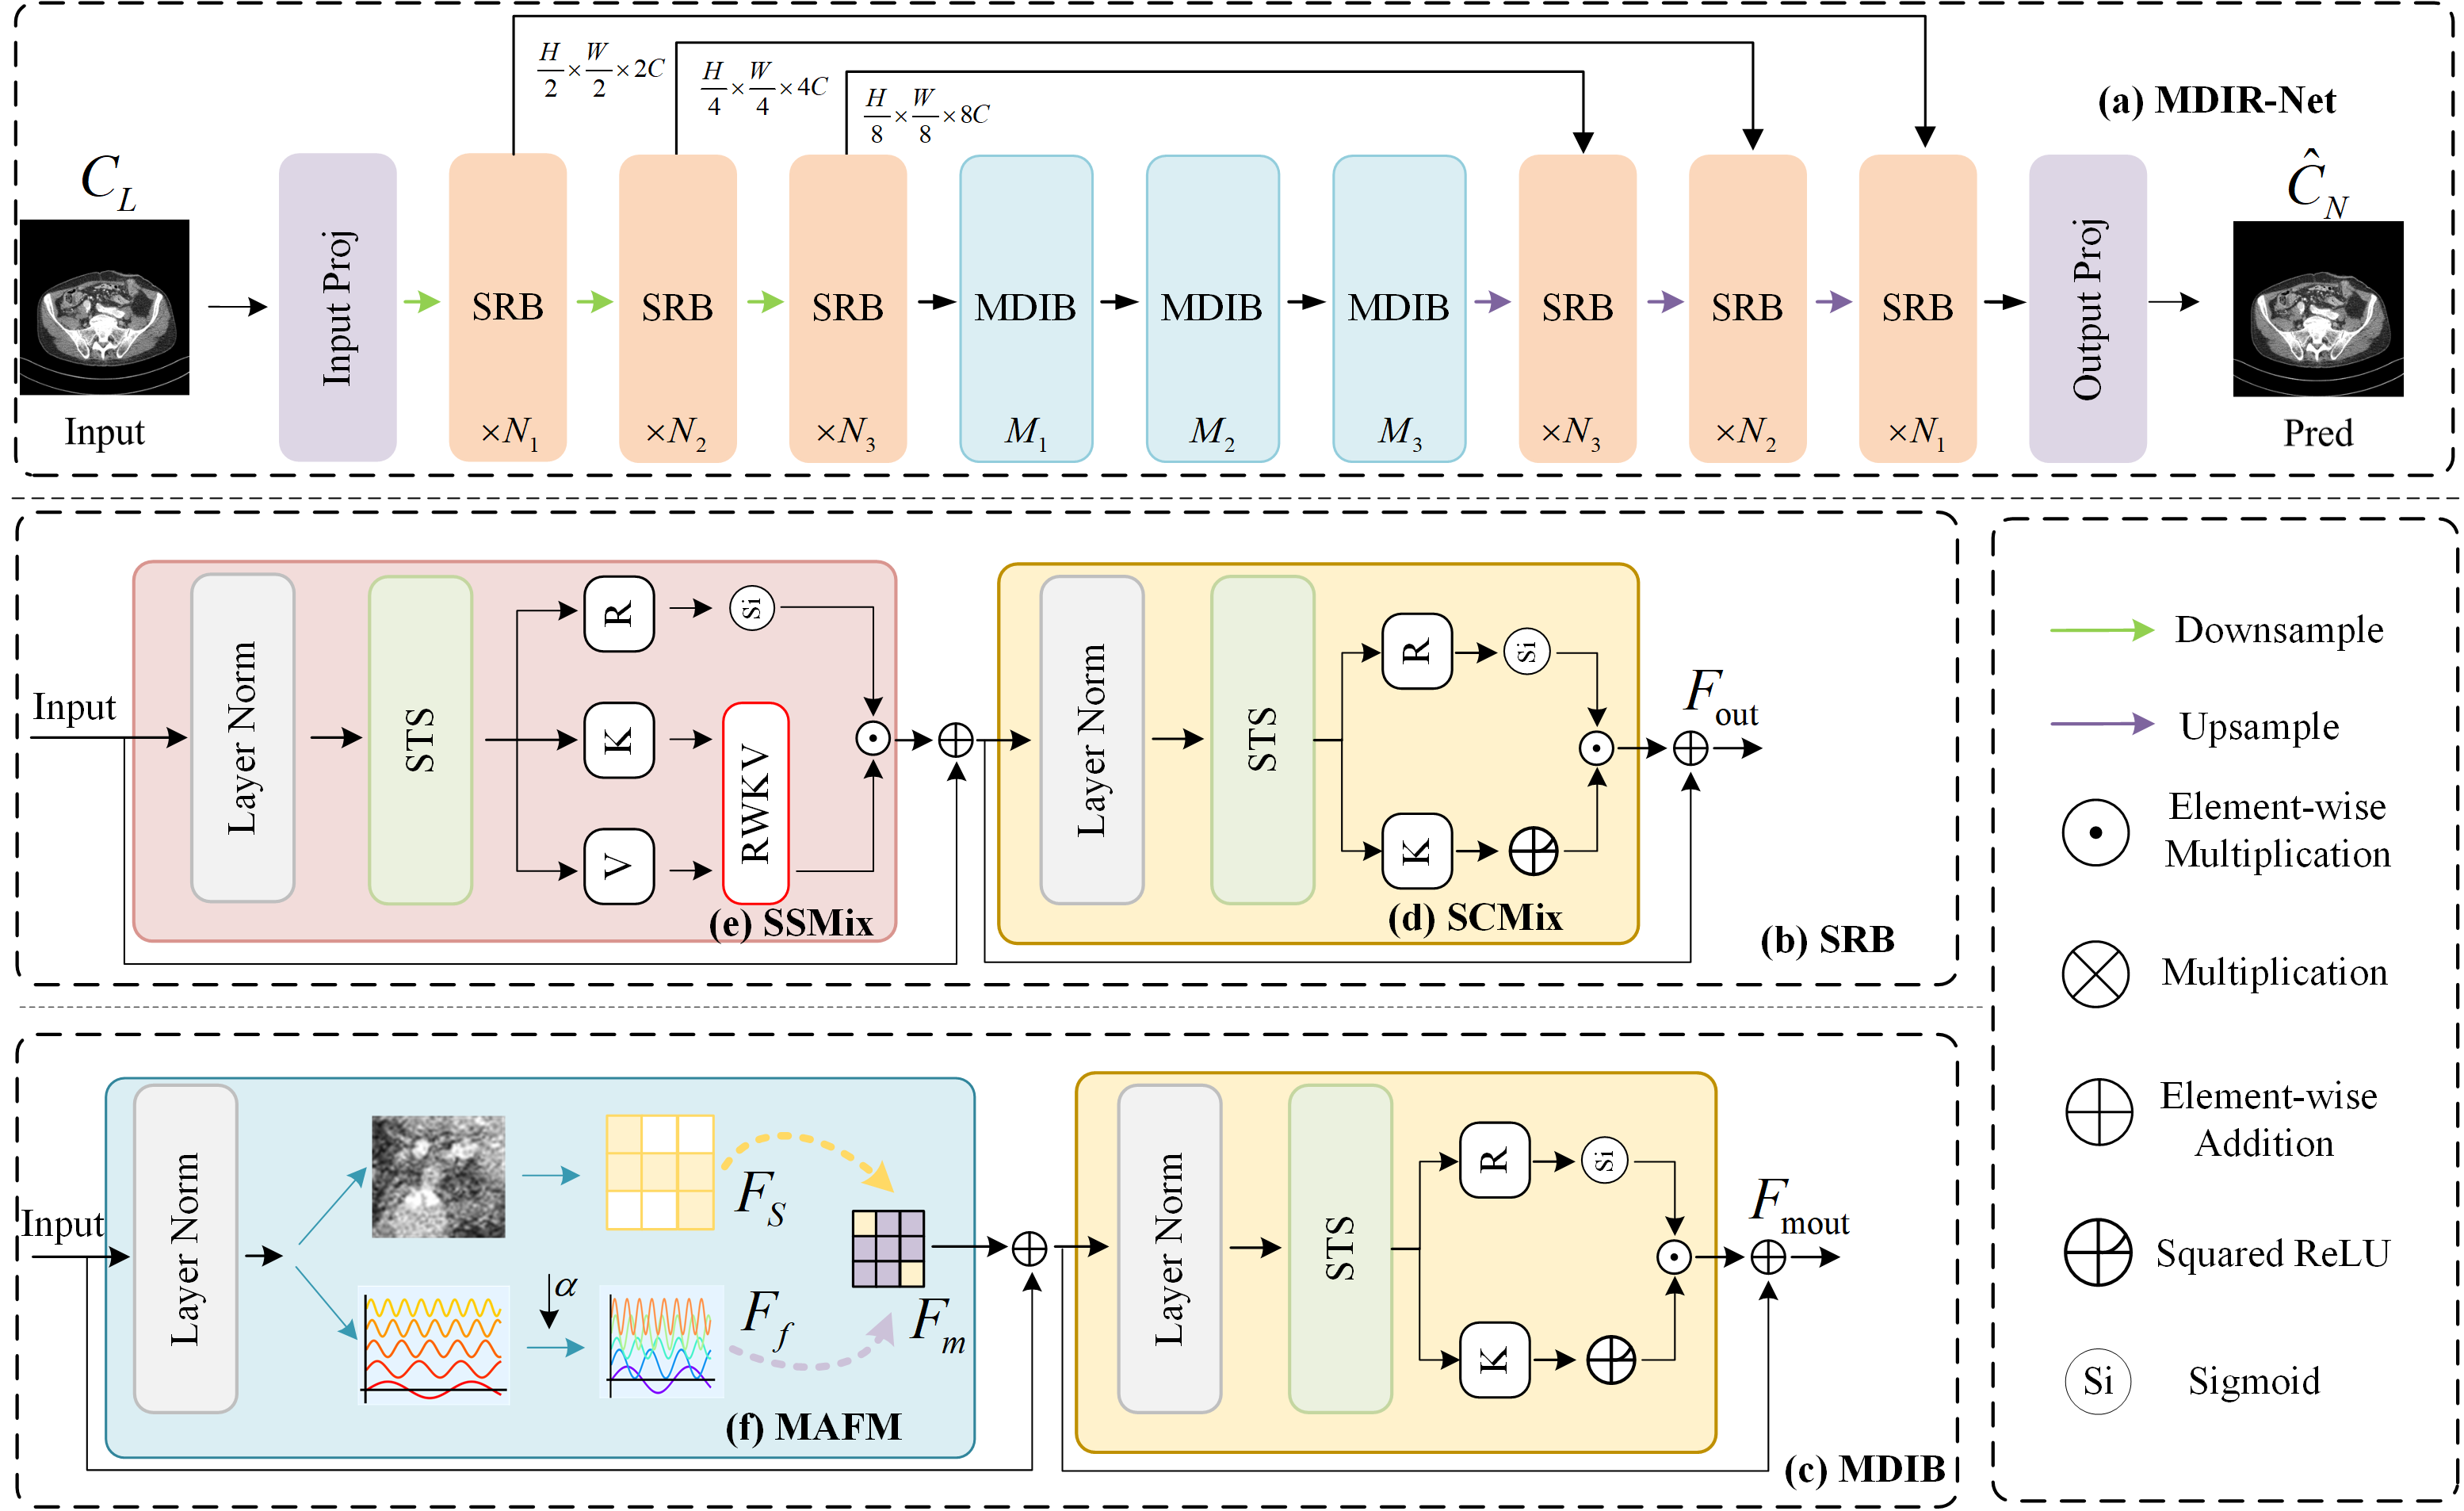 H/2 × W/2 × 2C
H/4 × W/4 × 4C
H/8 × W/8 × 8C
(a) MDIR-Net
C_L
Ĉ_N
Input Proj
SRB
SRB
SRB
MDIB
MDIB
MDIB
SRB
SRB
SRB
Output Proj
×N_1
×N_2
×N_3
M_1
M_2
M_3
×N_3
×N_2
×N_1
Input
Pred
Input
Layer Norm
STS
R
Si
K
V
RWKV
(e) SSMix
Layer Norm
STS
R
Si
K
(d) SCMix
F_out
(b) SRB
Input
Layer Norm
F_S
α
F_f
F_m
(f) MAFM
Layer Norm
STS
R
Si
K
F_mout
(c) MDIB
Downsample
Upsample
Element-wise
Multiplication
Multiplication
Element-wise
Addition
Squared ReLU
Si
Sigmoid